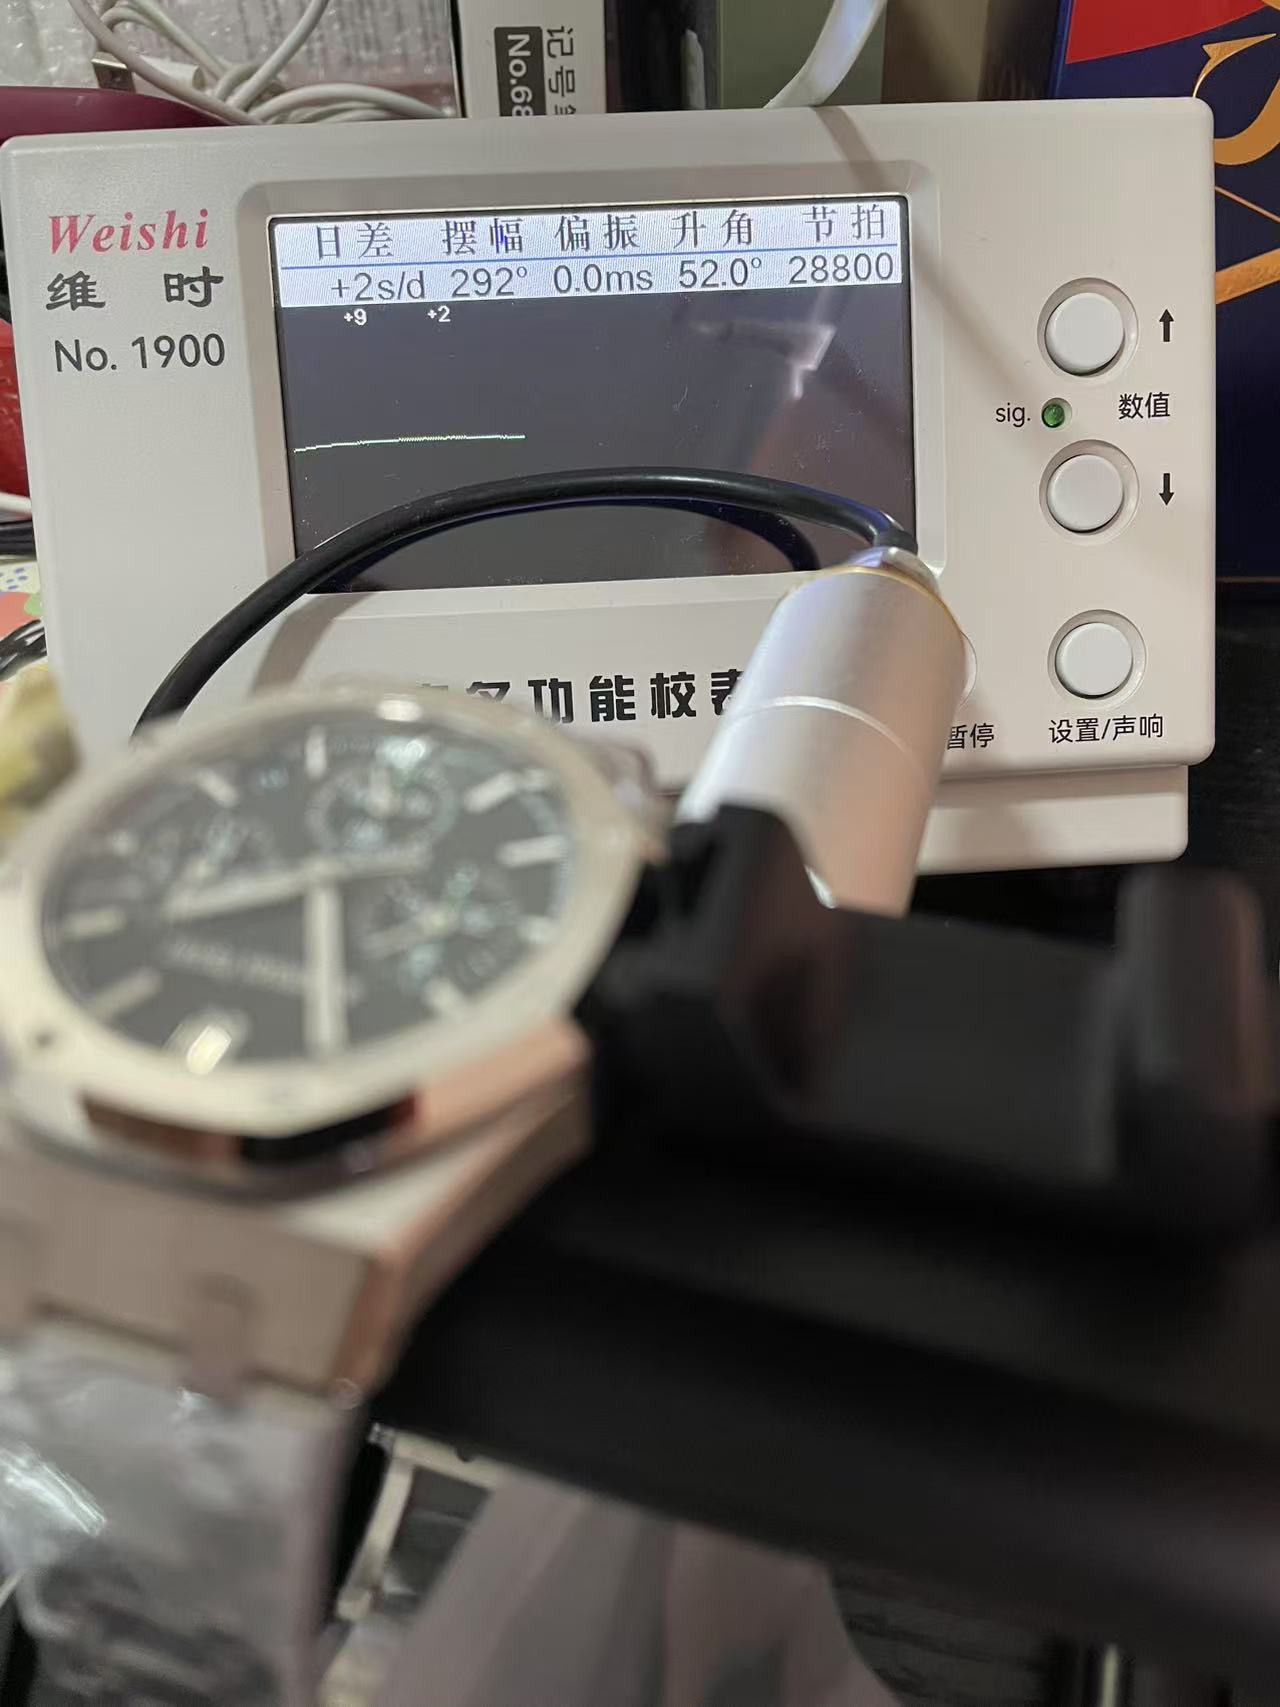 记号
No.68
Weishi
维时
No. 1900
日差 摆幅 偏振 升角 节拍
+2s/d 292° 0.0ms 52.0° 28800
+9 +2
sig.
数值
功能校表
暂停
设置/声响